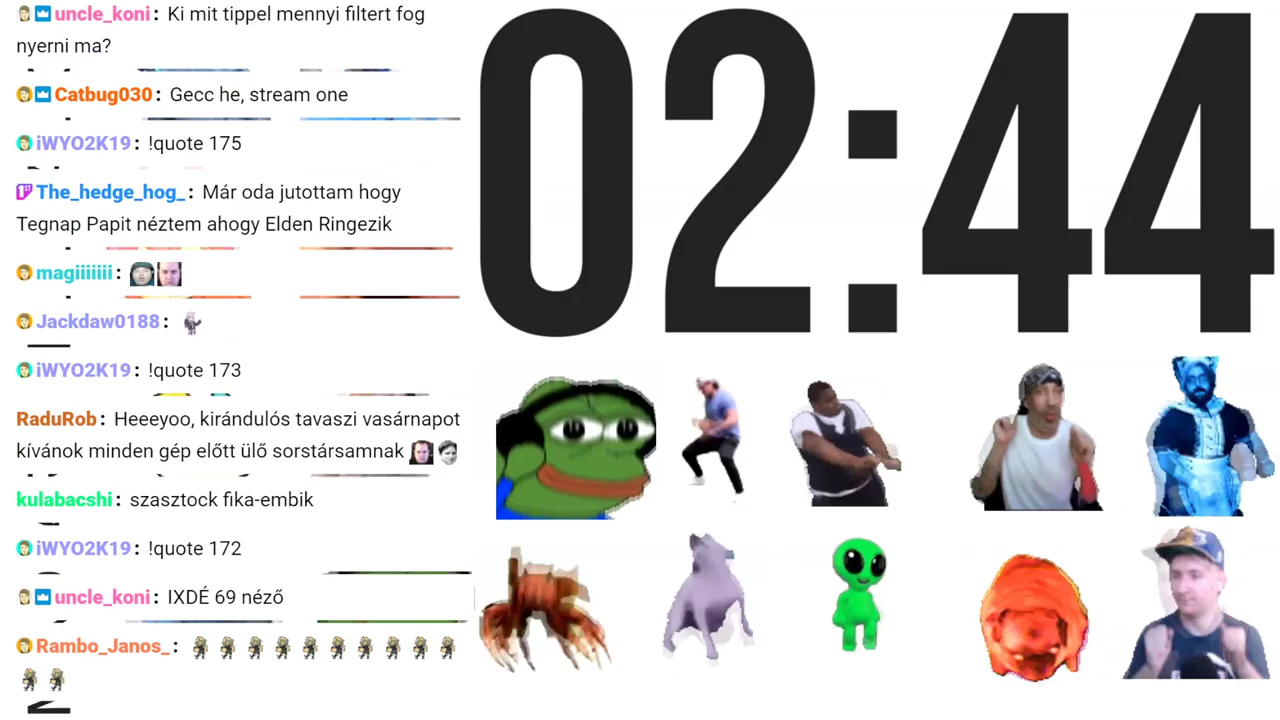 uncle_koni: Ki mit tippel mennyi filtert fog
nyerni ma?
Catbug030: Gecc he, stream one
iWYO2K19: !quote 175
The_hedge_hog_: Már oda jutottam hogy
Tegnap Papit néztem ahogy Elden Ringezik
magiiiiiii:
Jackdaw0188:
iWYO2K19: !quote 173
RaduRob: Heeeyoo, kirándulós tavaszi vasárnapot
kívánok minden gép előtt ülő sorstársamnak
kulabacshi: szasztock fika-embik
iWYO2K19: !quote 172
uncle_koni: IXDÉ 69 néző
Rambo_Janos_:
02:44